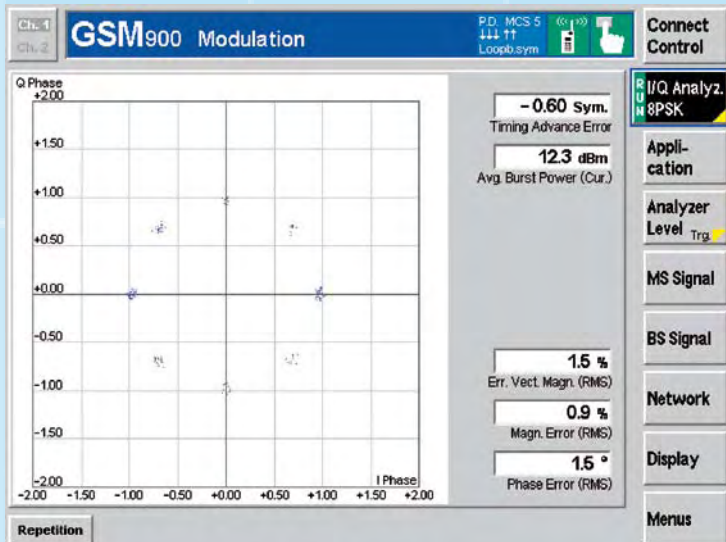 Ch. 1
Ch. 2
GSM900 Modulation
P.D. MCS 5
↓↓↓ ↑↑
Loopb.sym
Connect
Control
Q Phase
+2.00
+1.50
+1.00
+0.50
+0.00
-0.50
-1.00
-1.50
-2.00
I Phase
-2.00 -1.50 -1.00 -0.50 +0.00 +0.50 +1.00 +1.50 +2.00
-0.60 Sym.
Timing Advance Error
12.3 dBm
Avg. Burst Power (Cur.)
1.5 %
Err. Vect. Magn. (RMS)
0.9 %
Magn. Error (RMS)
1.5 °
Phase Error (RMS)
RUN
I/Q Analyz.
8PSK
Appli-
cation
Analyzer
Level Trg.
MS Signal
BS Signal
Network
Display
Menus
Repetition